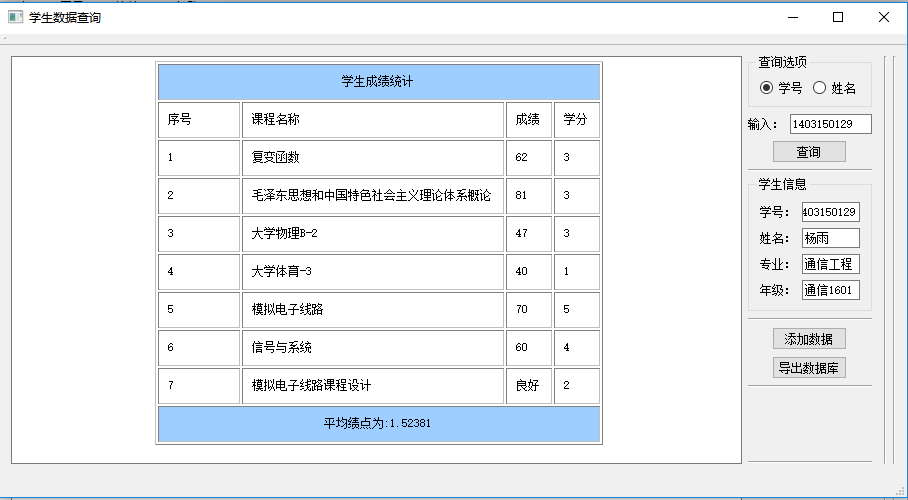 学生数据查询
学生成绩统计
序号 课程名称 成绩 学分
1 复变函数 62 3
2 毛泽东思想和中国特色社会主义理论体系概论 81 3
3 大学物理B-2 47 3
4 大学体育-3 40 1
5 模拟电子线路 70 5
6 信号与系统 60 4
7 模拟电子线路课程设计 良好 2
平均绩点为:1.52381
查询选项
学号 姓名
输入: 1403150129
查询
学生信息
学号: 403150129
姓名: 杨雨
专业: 通信工程
年级: 通信1601
添加数据
导出数据库